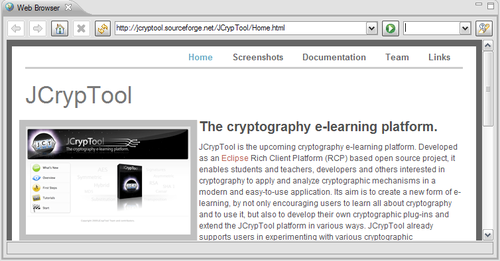 Web Browser
http://jcryptool.sourceforge.net/JCrypTool/Home.html
Home Screenshots Documentation Team Links
JCrypTool
The cryptography e-learning platform.
JCrypTool
The cryptography e-learning platform.
What's New
Overview
First Steps
Tutorials
Start
JCrypTool is the upcoming cryptography e-learning platform. Developed
as an Eclipse Rich Client Platform (RCP) based open source project, it
enables students and teachers, developers and others interested in
cryptography to apply and analyze cryptographic mechanisms in a
modern and easy-to-use application. Its aim is to create a new form of e-
learning, by not only encouraging users to learn all about cryptography
and to use it, but also to develop their own cryptographic plug-ins and
extend the JCrypTool platform in various ways. JCrypTool already
supports users in experimenting with various cryptographic